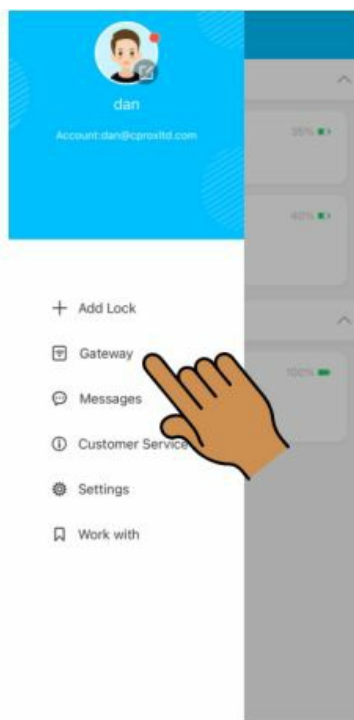 dan
Account:dan@cproxltd.com
35%
40%
100%
+ Add Lock
Gateway
Messages
Customer Service
Settings
Work with